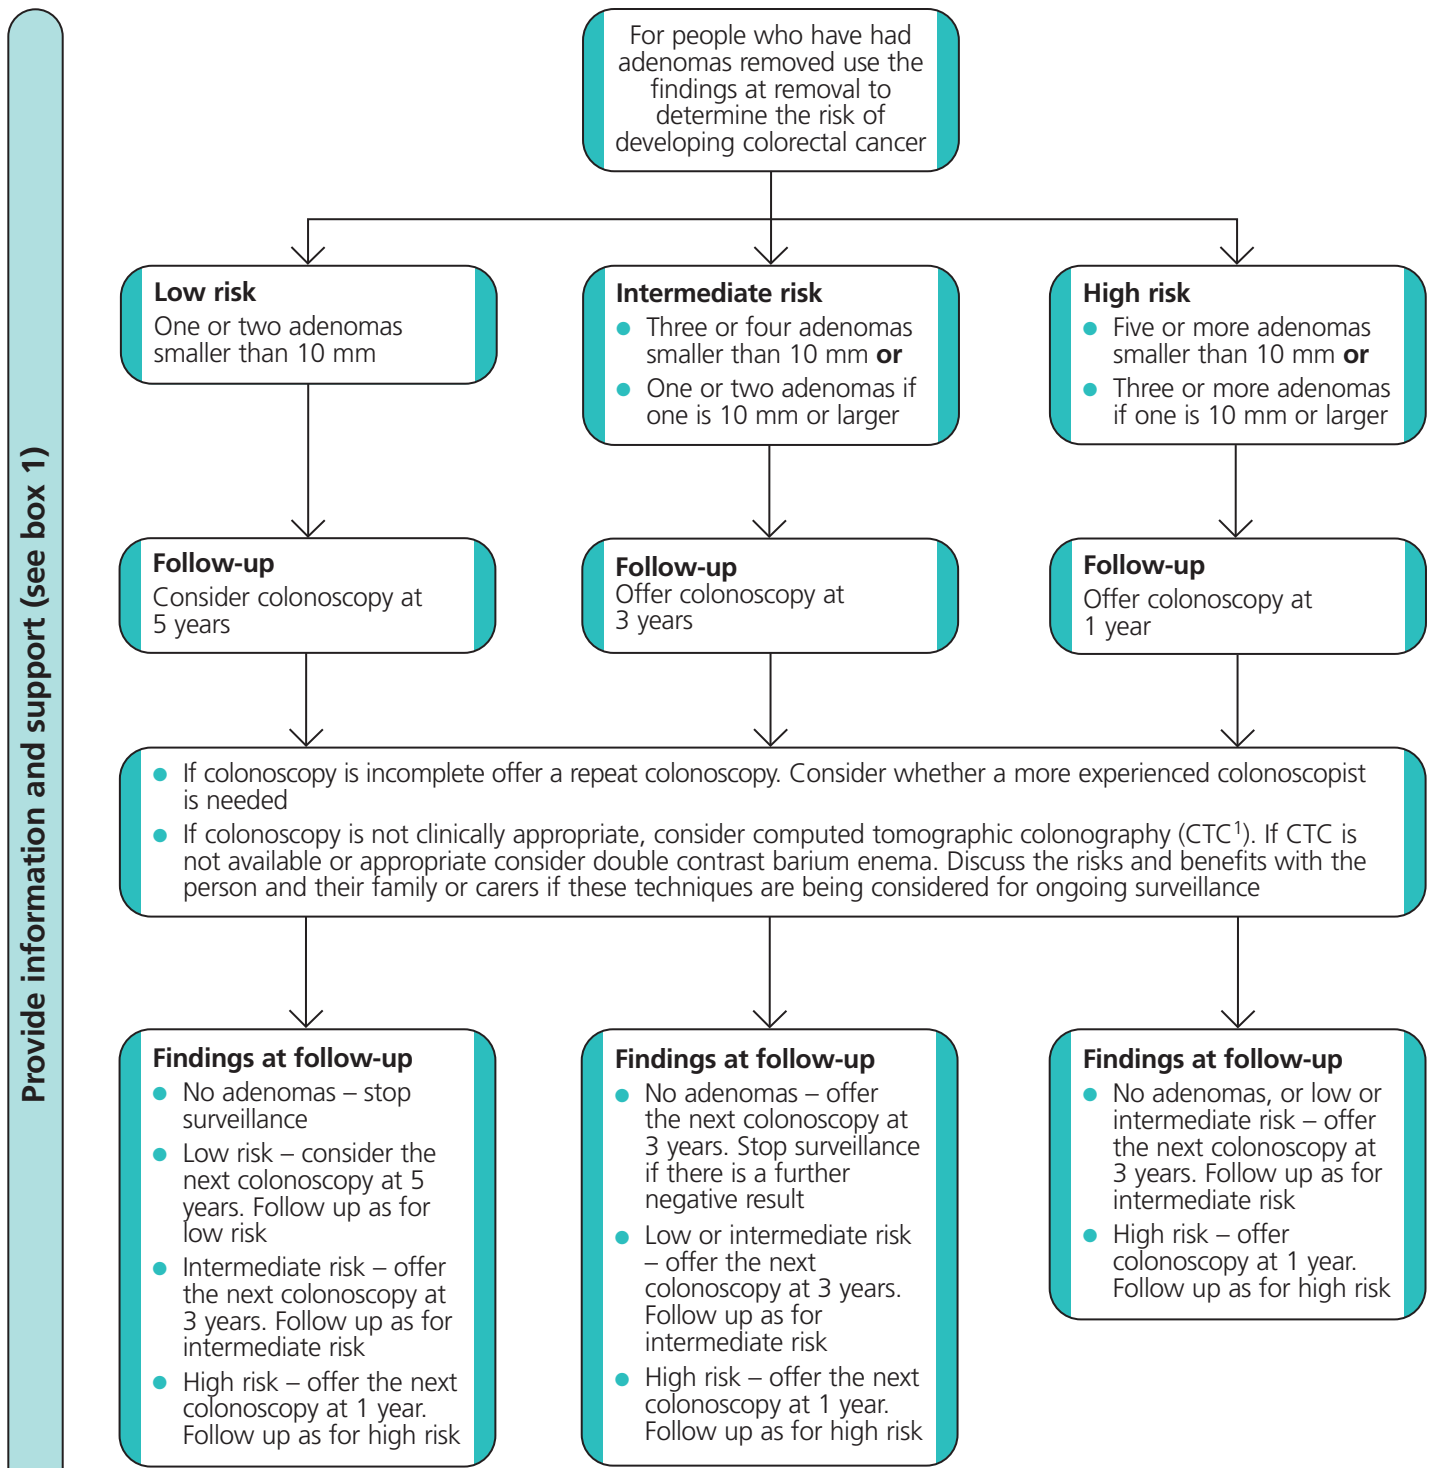 Provide information and support (see box 1)
For people who have had
adenomas removed use the
findings at removal to
determine the risk of
developing colorectal cancer
Low risk
One or two adenomas
smaller than 10 mm
Intermediate risk
● Three or four adenomas
smaller than 10 mm or
● One or two adenomas if
one is 10 mm or larger
High risk
● Five or more adenomas
smaller than 10 mm or
● Three or more adenomas
if one is 10 mm or larger
Follow-up
Consider colonoscopy at
5 years
Follow-up
Offer colonoscopy at
3 years
Follow-up
Offer colonoscopy at
1 year
● If colonoscopy is incomplete offer a repeat colonoscopy. Consider whether a more experienced colonoscopist
is needed
● If colonoscopy is not clinically appropriate, consider computed tomographic colonography (CTC¹). If CTC is
not available or appropriate consider double contrast barium enema. Discuss the risks and benefits with the
person and their family or carers if these techniques are being considered for ongoing surveillance
Findings at follow-up
● No adenomas – stop
surveillance
● Low risk – consider the
next colonoscopy at 5
years. Follow up as for
low risk
● Intermediate risk – offer
the next colonoscopy at
3 years. Follow up as for
intermediate risk
● High risk – offer the next
colonoscopy at 1 year.
Follow up as for high risk
Findings at follow-up
● No adenomas – offer
the next colonoscopy at
3 years. Stop surveillance
if there is a further
negative result
● Low or intermediate risk
– offer the next
colonoscopy at 3 years.
Follow up as for
intermediate risk
● High risk – offer the next
colonoscopy at 1 year.
Follow up as for high risk
Findings at follow-up
● No adenomas, or low or
intermediate risk – offer
the next colonoscopy at
3 years. Follow up as for
intermediate risk
● High risk – offer
colonoscopy at 1 year.
Follow up as for high risk